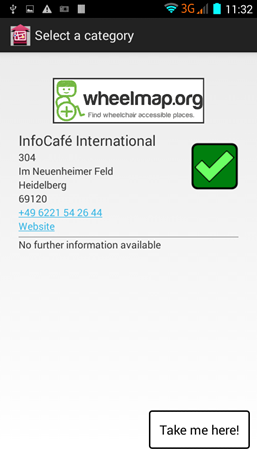 3G 11:32
Select a category
wheelmap.org
Find wheelchair accessible places.
InfoCafé International
304
Im Neuenheimer Feld
Heidelberg
69120
+49 6221 54 26 44
Website
No further information available
Take me here!